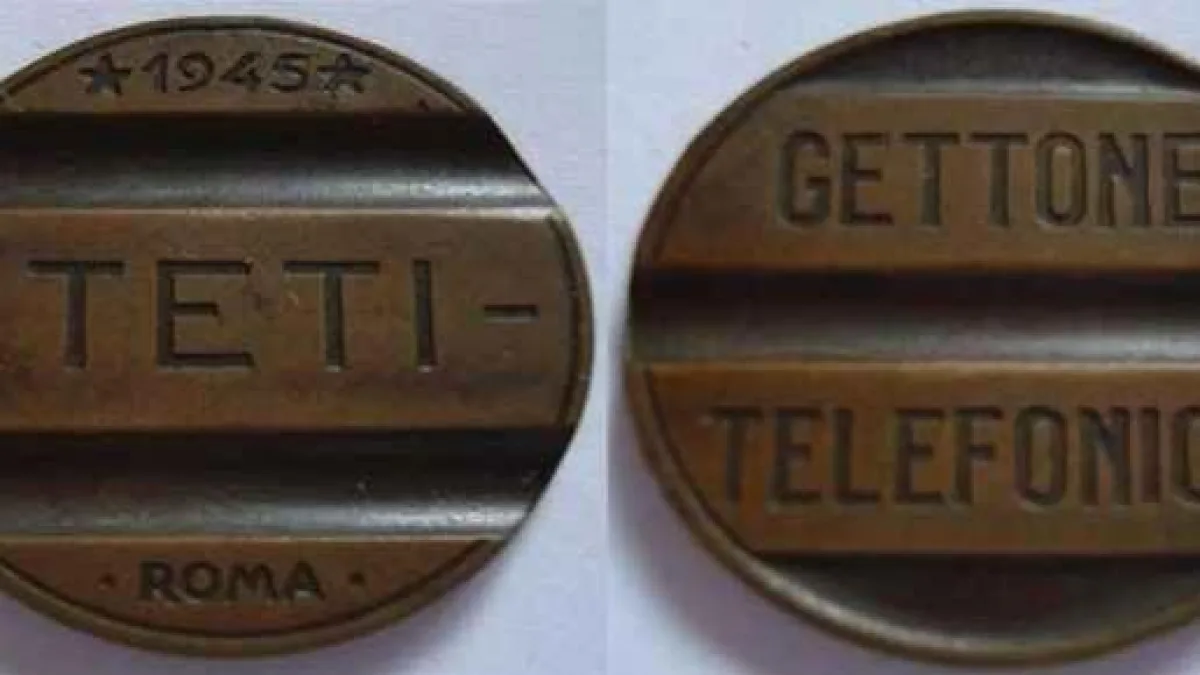 ★1945★
TETI-
· ROMA ·
GETTONE
TELEFONIC